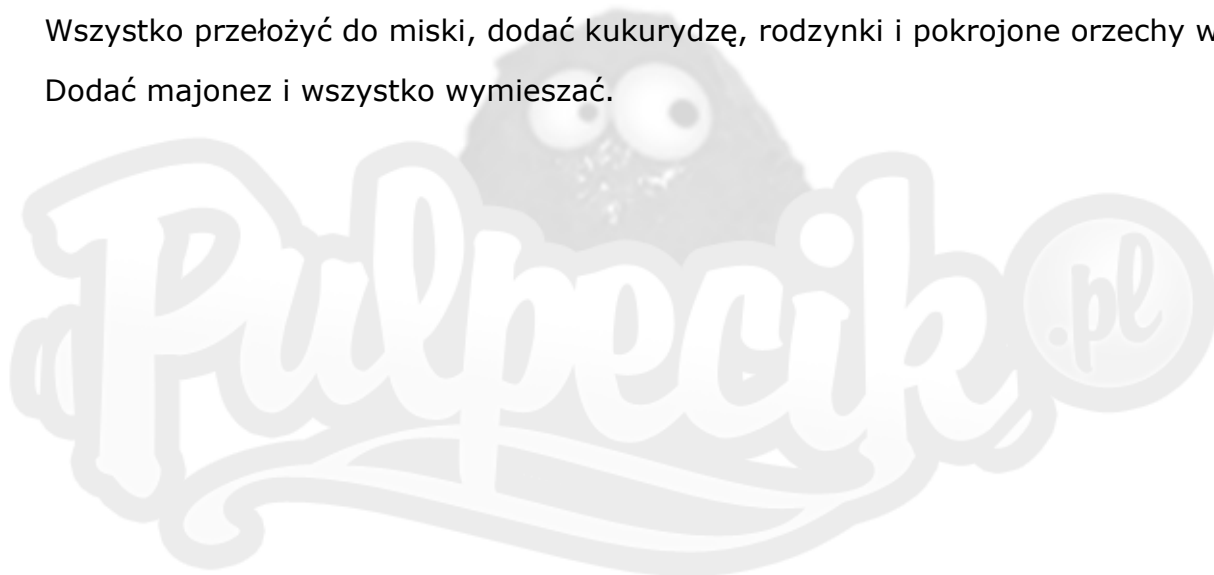 Wszystko przełożyć do miski, dodać kukurydzę, rodzynki i pokrojone orzechy w
Dodać majonez i wszystko wymieszać.
Pulpecik .pl